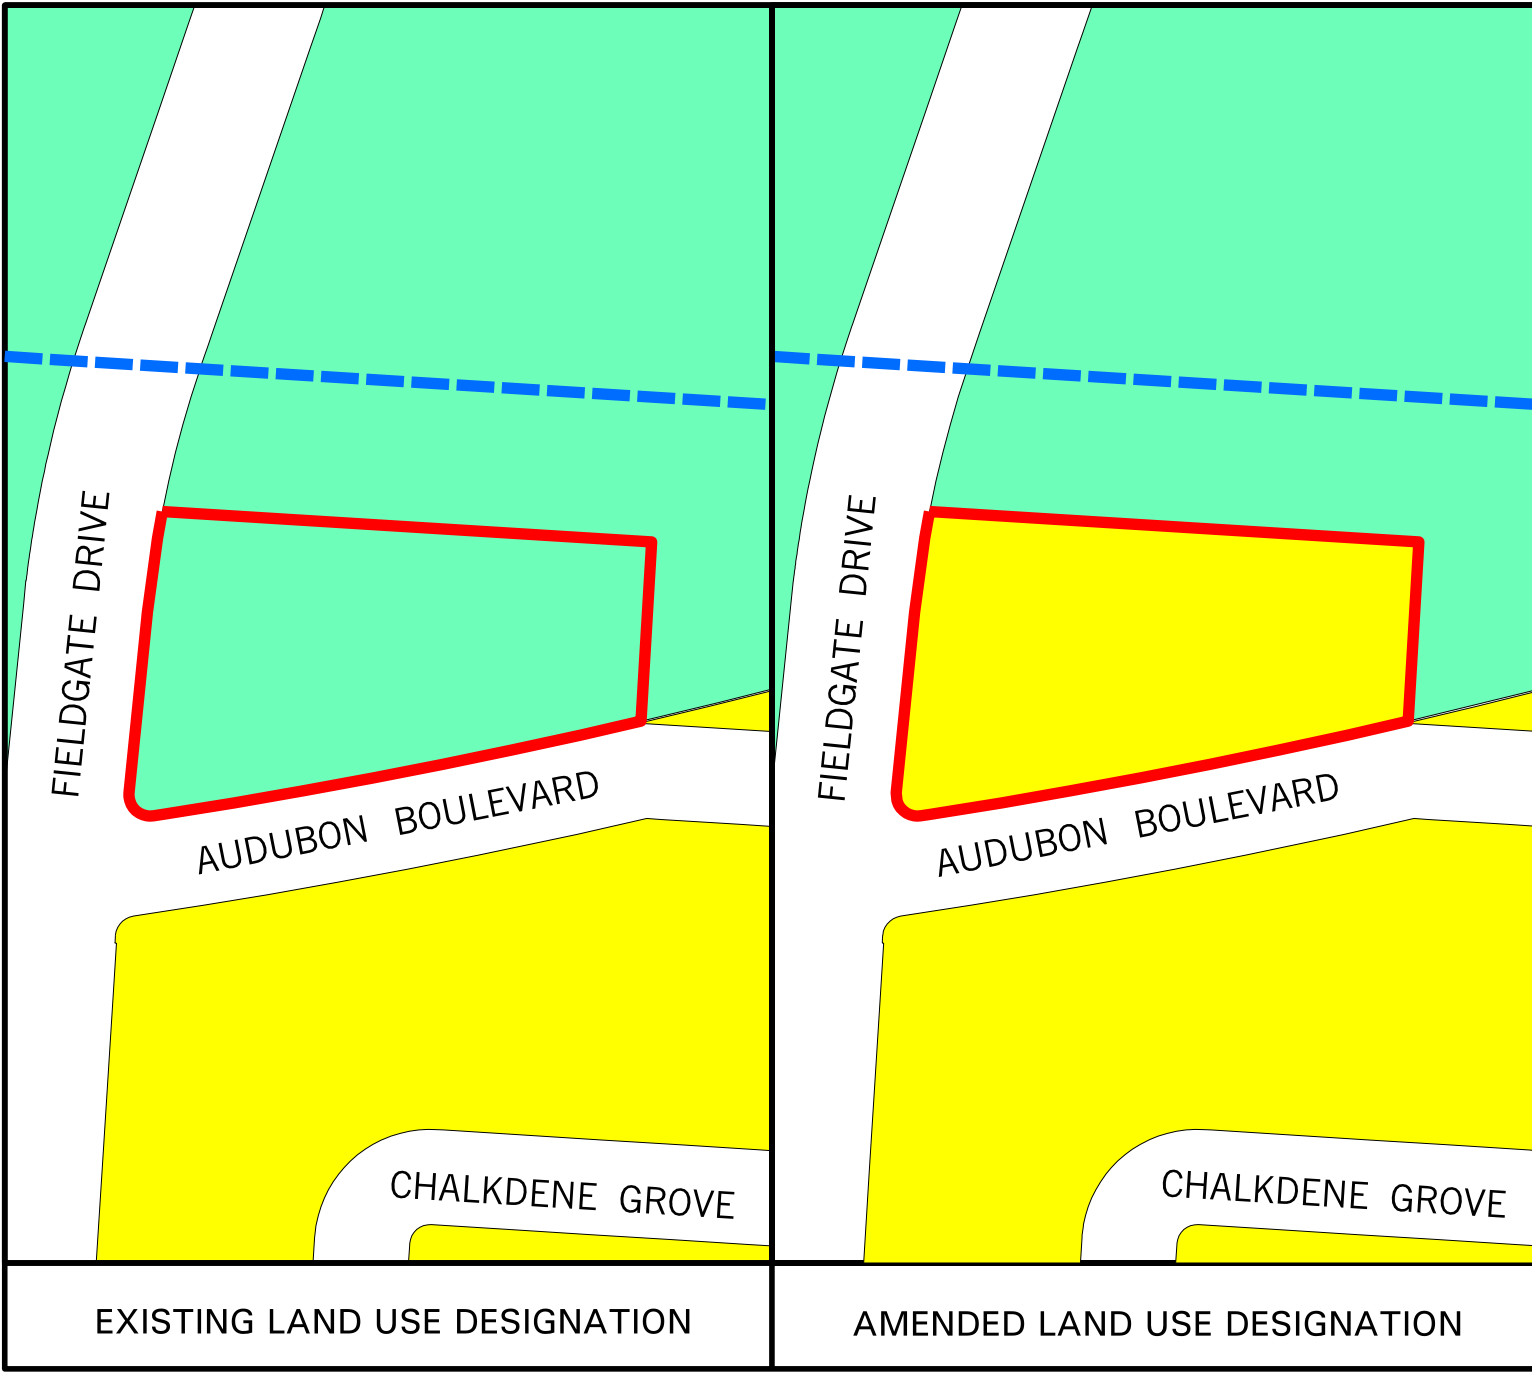 FIELDGATE DRIVE
AUDUBON BOULEVARD
CHALKDENE GROVE
EXISTING LAND USE DESIGNATION
FIELDGATE DRIVE
AUDUBON BOULEVARD
CHALKDENE GROVE
AMENDED LAND USE DESIGNATION